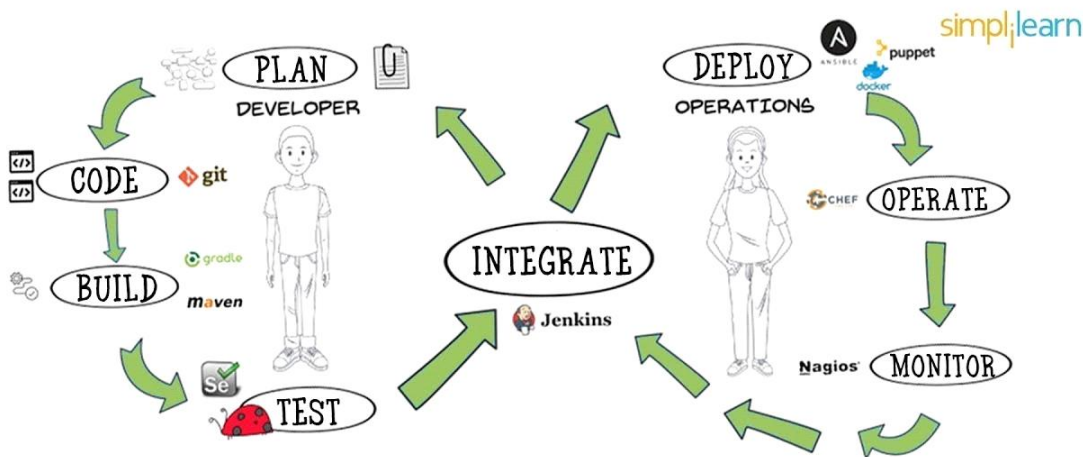 simplilearn
PLAN
DEVELOPER
</>
</>
CODE
git
BUILD
gradle
maven
Se
TEST
INTEGRATE
Jenkins
DEPLOY
ANSIBLE
puppet
docker
OPERATIONS
CHEF
OPERATE
Nagios
MONITOR